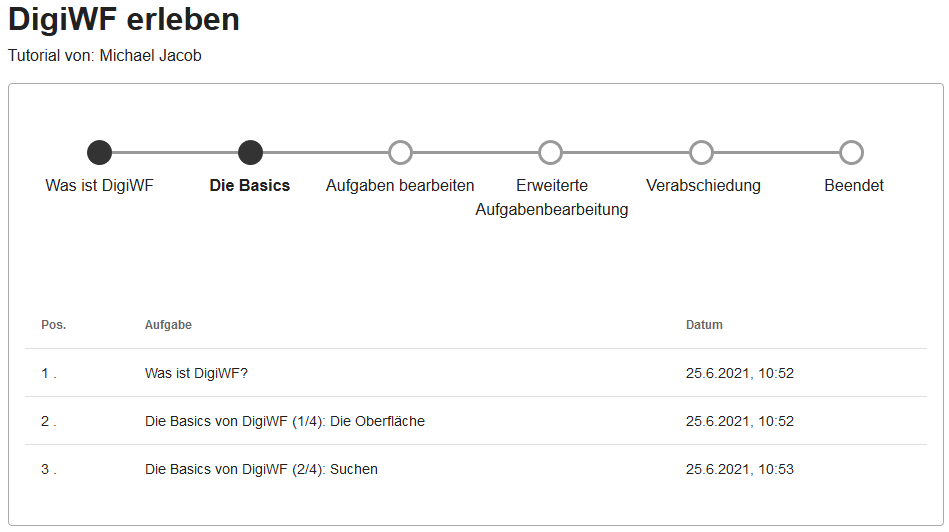 DigiWF erleben
Tutorial von: Michael Jacob
Was ist DigiWF
Die Basics
Aufgaben bearbeiten
Erweiterte
Aufgabenbearbeitung
Verabschiedung
Beendet
Pos. Aufgabe Datum
1 . Was ist DigiWF? 25.6.2021, 10:52
2 . Die Basics von DigiWF (1/4): Die Oberfläche 25.6.2021, 10:52
3 . Die Basics von DigiWF (2/4): Suchen 25.6.2021, 10:53